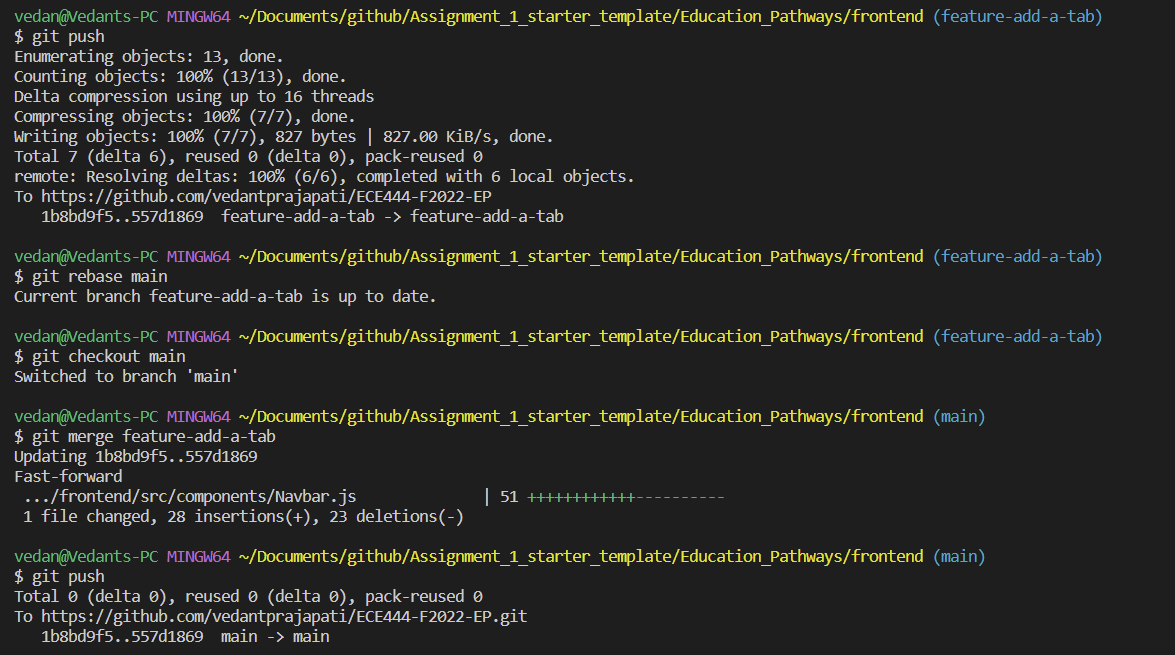 vedan@Vedants-PC MINGW64 ~/Documents/github/Assignment_1_starter_template/Education_Pathways/frontend (feature-add-a-tab)
$ git push
Enumerating objects: 13, done.
Counting objects: 100% (13/13), done.
Delta compression using up to 16 threads
Compressing objects: 100% (7/7), done.
Writing objects: 100% (7/7), 827 bytes | 827.00 KiB/s, done.
Total 7 (delta 6), reused 0 (delta 0), pack-reused 0
remote: Resolving deltas: 100% (6/6), completed with 6 local objects.
To https://github.com/vedantprajapati/ECE444-F2022-EP
   1b8bd9f5..557d1869  feature-add-a-tab -> feature-add-a-tab

vedan@Vedants-PC MINGW64 ~/Documents/github/Assignment_1_starter_template/Education_Pathways/frontend (feature-add-a-tab)
$ git rebase main
Current branch feature-add-a-tab is up to date.

vedan@Vedants-PC MINGW64 ~/Documents/github/Assignment_1_starter_template/Education_Pathways/frontend (feature-add-a-tab)
$ git checkout main
Switched to branch 'main'

vedan@Vedants-PC MINGW64 ~/Documents/github/Assignment_1_starter_template/Education_Pathways/frontend (main)
$ git merge feature-add-a-tab
Updating 1b8bd9f5..557d1869
Fast-forward
 .../frontend/src/components/Navbar.js              | 51 ++++++++++++----------
 1 file changed, 28 insertions(+), 23 deletions(-)

vedan@Vedants-PC MINGW64 ~/Documents/github/Assignment_1_starter_template/Education_Pathways/frontend (main)
$ git push
Total 0 (delta 0), reused 0 (delta 0), pack-reused 0
To https://github.com/vedantprajapati/ECE444-F2022-EP.git
   1b8bd9f5..557d1869  main -> main